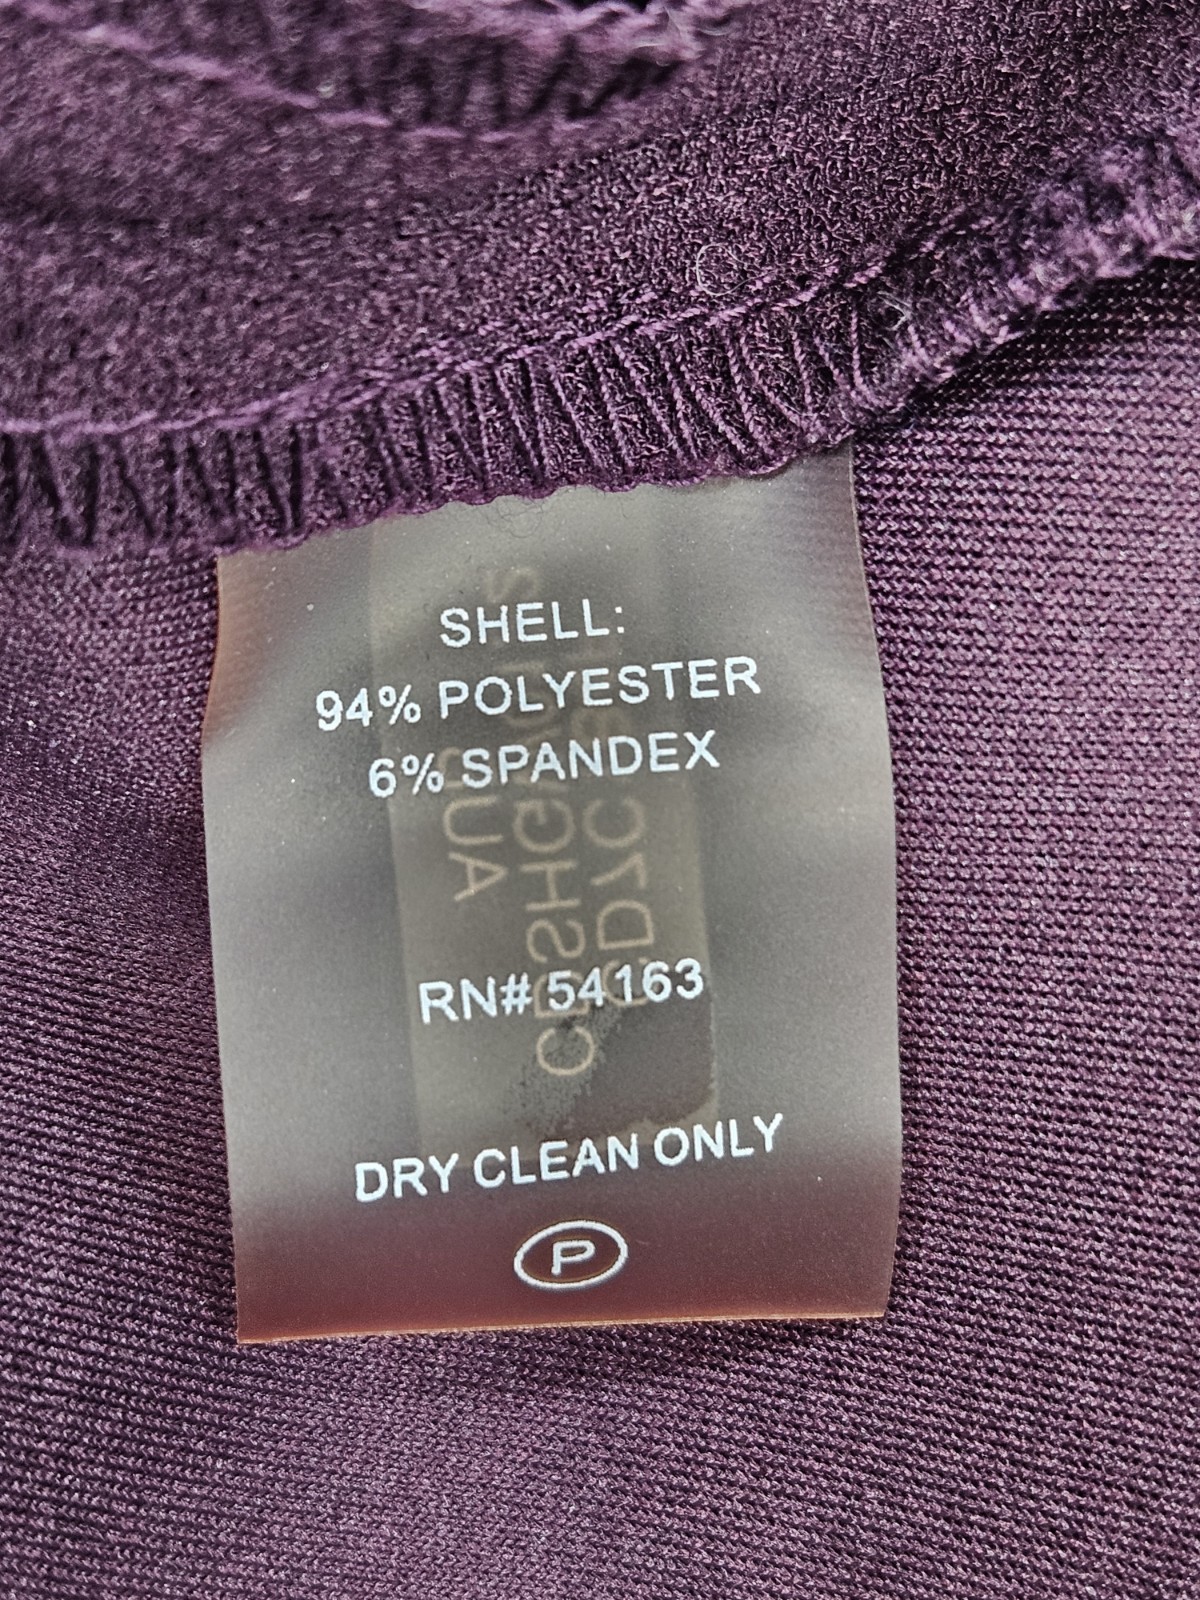 SHELL:
94% POLYESTER
6% SPANDEX
RN# 54163
DRY CLEAN ONLY
P